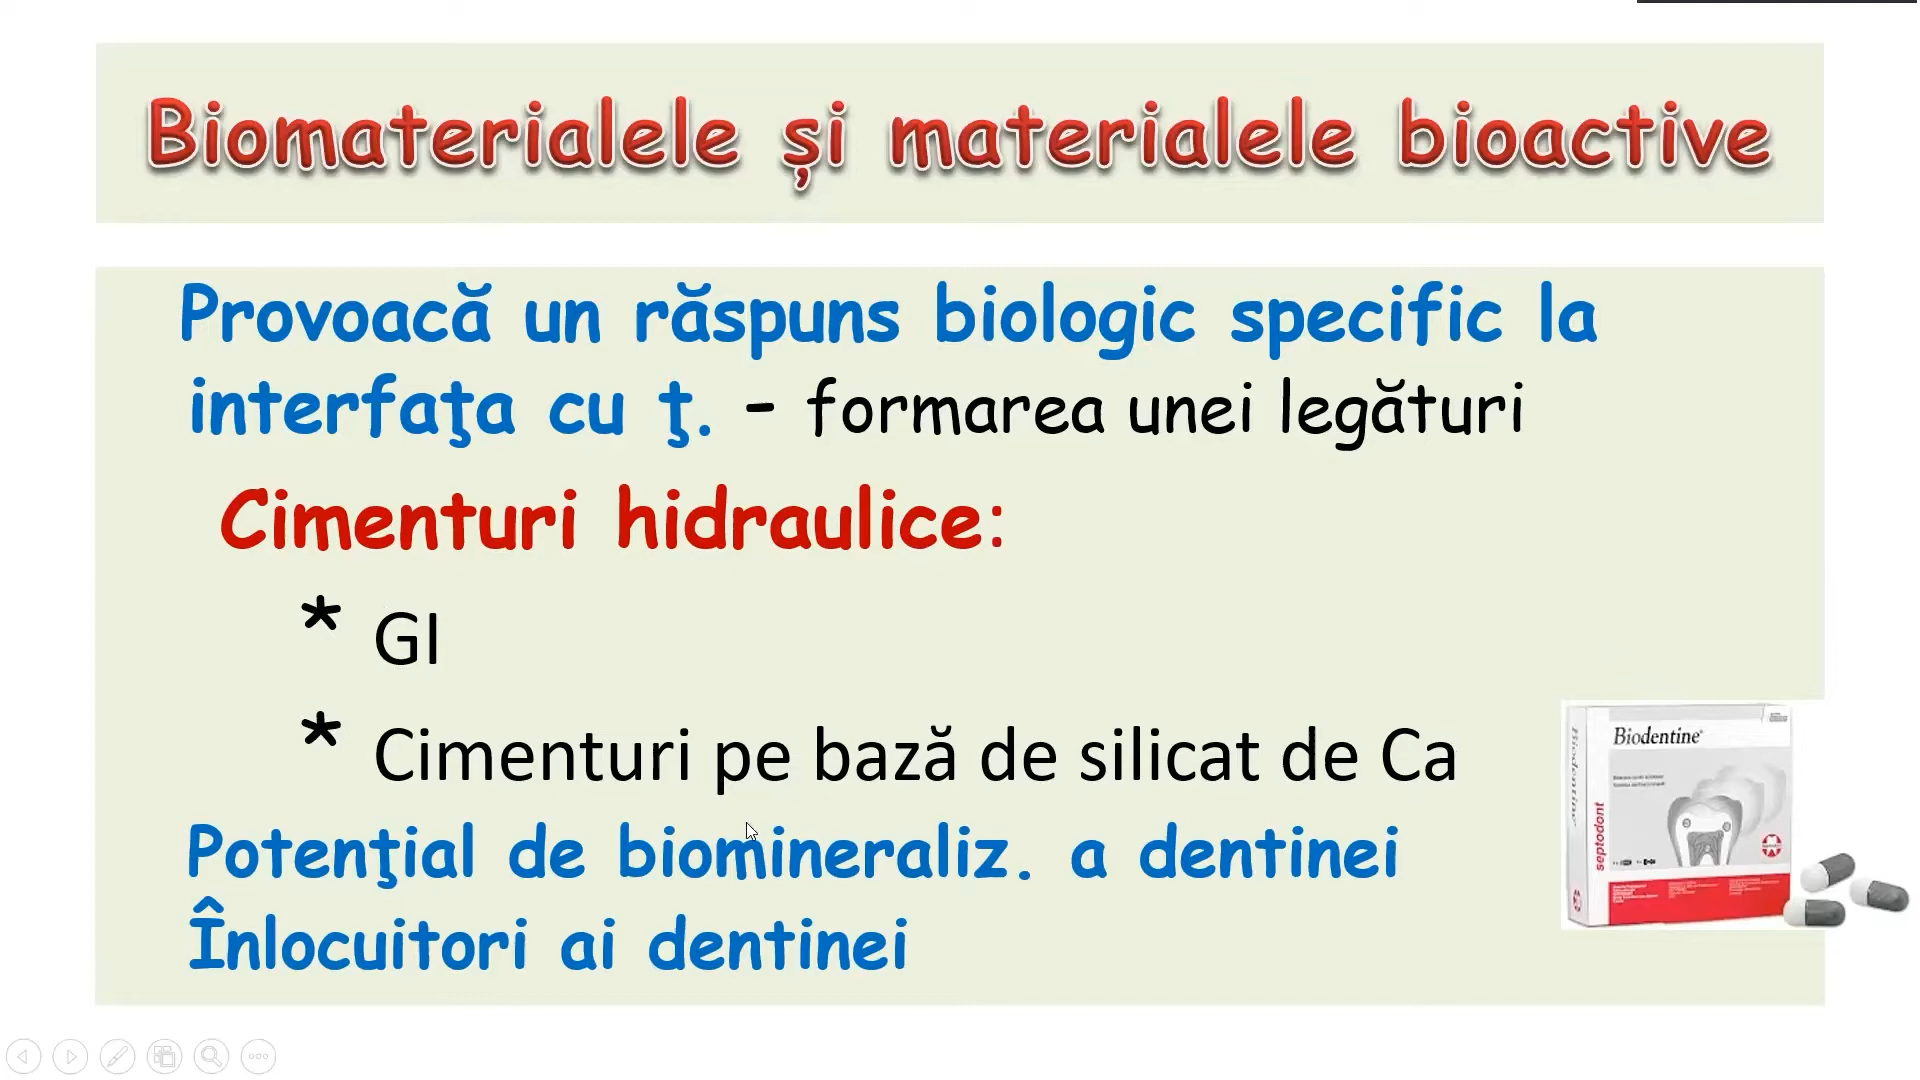 Biomaterialele și materialele bioactive
Provoacă un răspuns biologic specific la
interfaţa cu ţ. - formarea unei legături
Cimenturi hidraulice:
* GI
* Cimenturi pe bază de silicat de Ca
Biodentine
Biodentine
septodont
Potenţial de biomineraliz. a dentinei
Înlocuitori ai dentinei